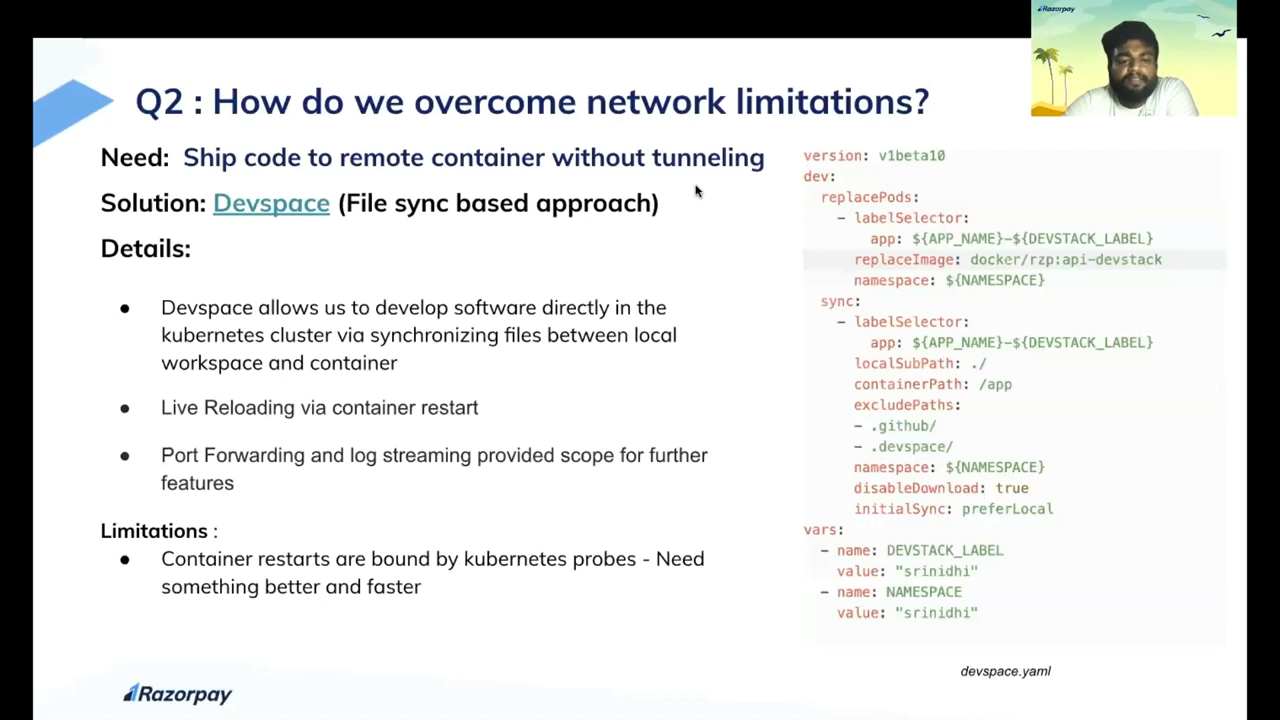 Razorpay
Q2 : How do we overcome network limitations?
Need: Ship code to remote container without tunneling
Solution: Devspace (File sync based approach)
Details:
● Devspace allows us to develop software directly in the
kubernetes cluster via synchronizing files between local
workspace and container
● Live Reloading via container restart
● Port Forwarding and log streaming provided scope for further
features
Limitations :
● Container restarts are bound by kubernetes probes - Need
something better and faster
version: v1beta10
dev:
  replacePods:
    - labelSelector:
        app: ${APP_NAME}-${DEVSTACK_LABEL}
      replaceImage: docker/rzp:api-devstack
      namespace: ${NAMESPACE}
  sync:
    - labelSelector:
        app: ${APP_NAME}-${DEVSTACK_LABEL}
      localSubPath: ./
      containerPath: /app
      excludePaths:
      - .github/
      - .devspace/
      namespace: ${NAMESPACE}
      disableDownload: true
      initialSync: preferLocal
vars:
  - name: DEVSTACK_LABEL
    value: "srinidhi"
  - name: NAMESPACE
    value: "srinidhi"
devspace.yaml
Razorpay